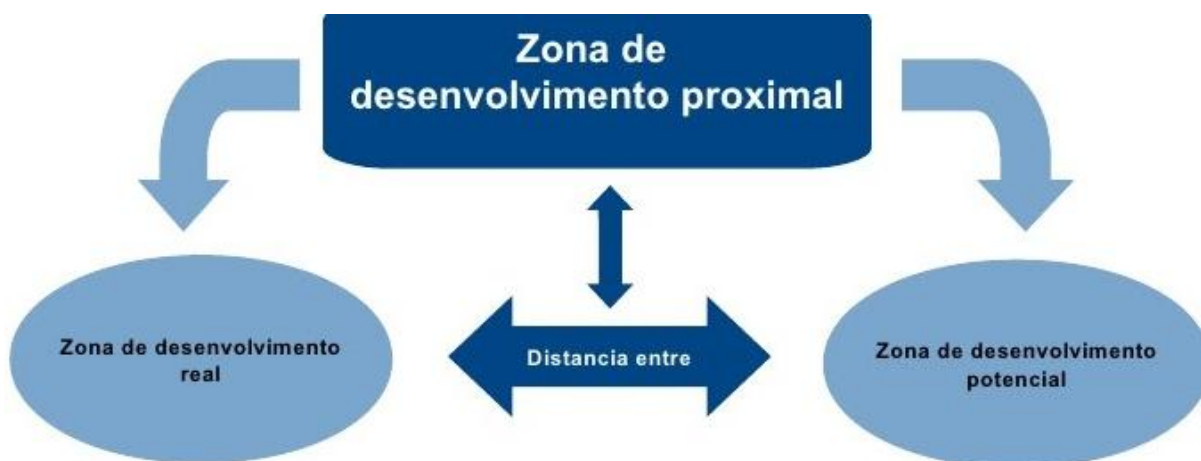 Zona de
desenvolvimento proximal
Zona de desenvolvimento
real
Distancia entre
Zona de desenvolvimento
potencial